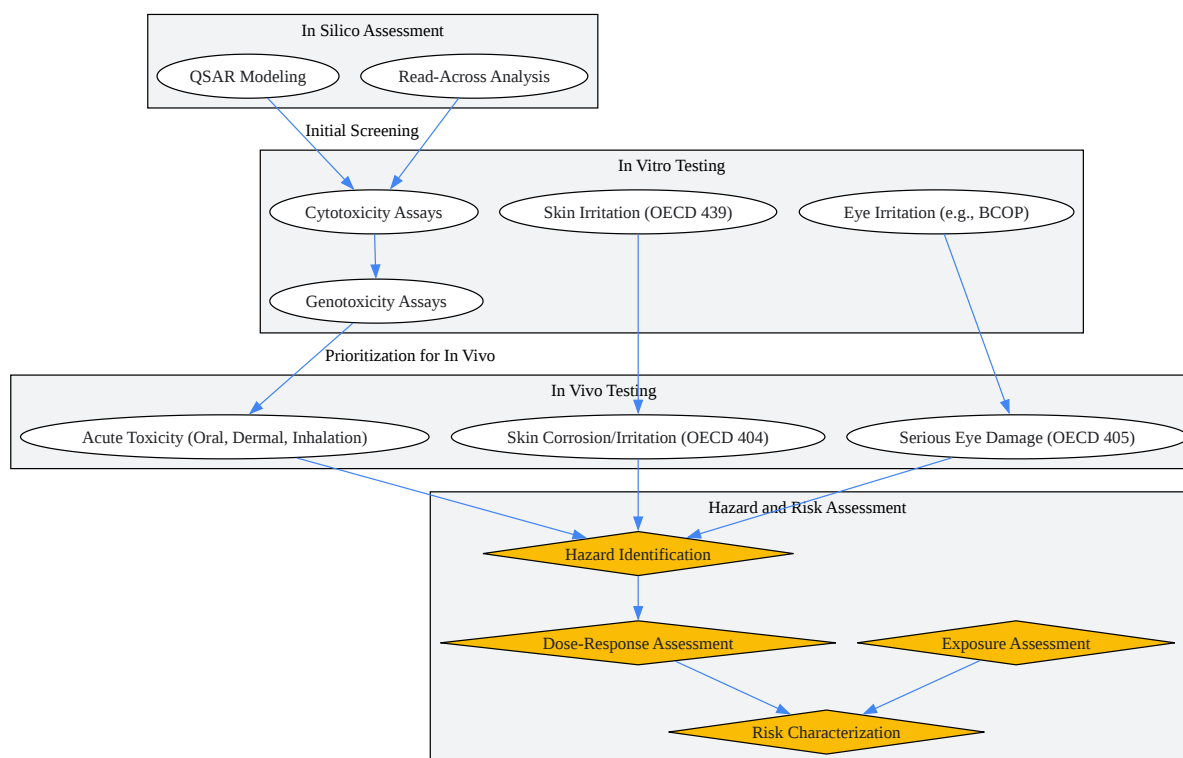 In Silico Assessment
QSAR Modeling
Read-Across Analysis
Initial Screening
In Vitro Testing
Cytotoxicity Assays
Skin Irritation (OECD 439)
Eye Irritation (e.g., BCOP)
Genotoxicity Assays
Prioritization for In Vivo
In Vivo Testing
Acute Toxicity (Oral, Dermal, Inhalation)
Skin Corrosion/Irritation (OECD 404)
Serious Eye Damage (OECD 405)
Hazard and Risk Assessment
Hazard Identification
Dose-Response Assessment
Exposure Assessment
Risk Characterization